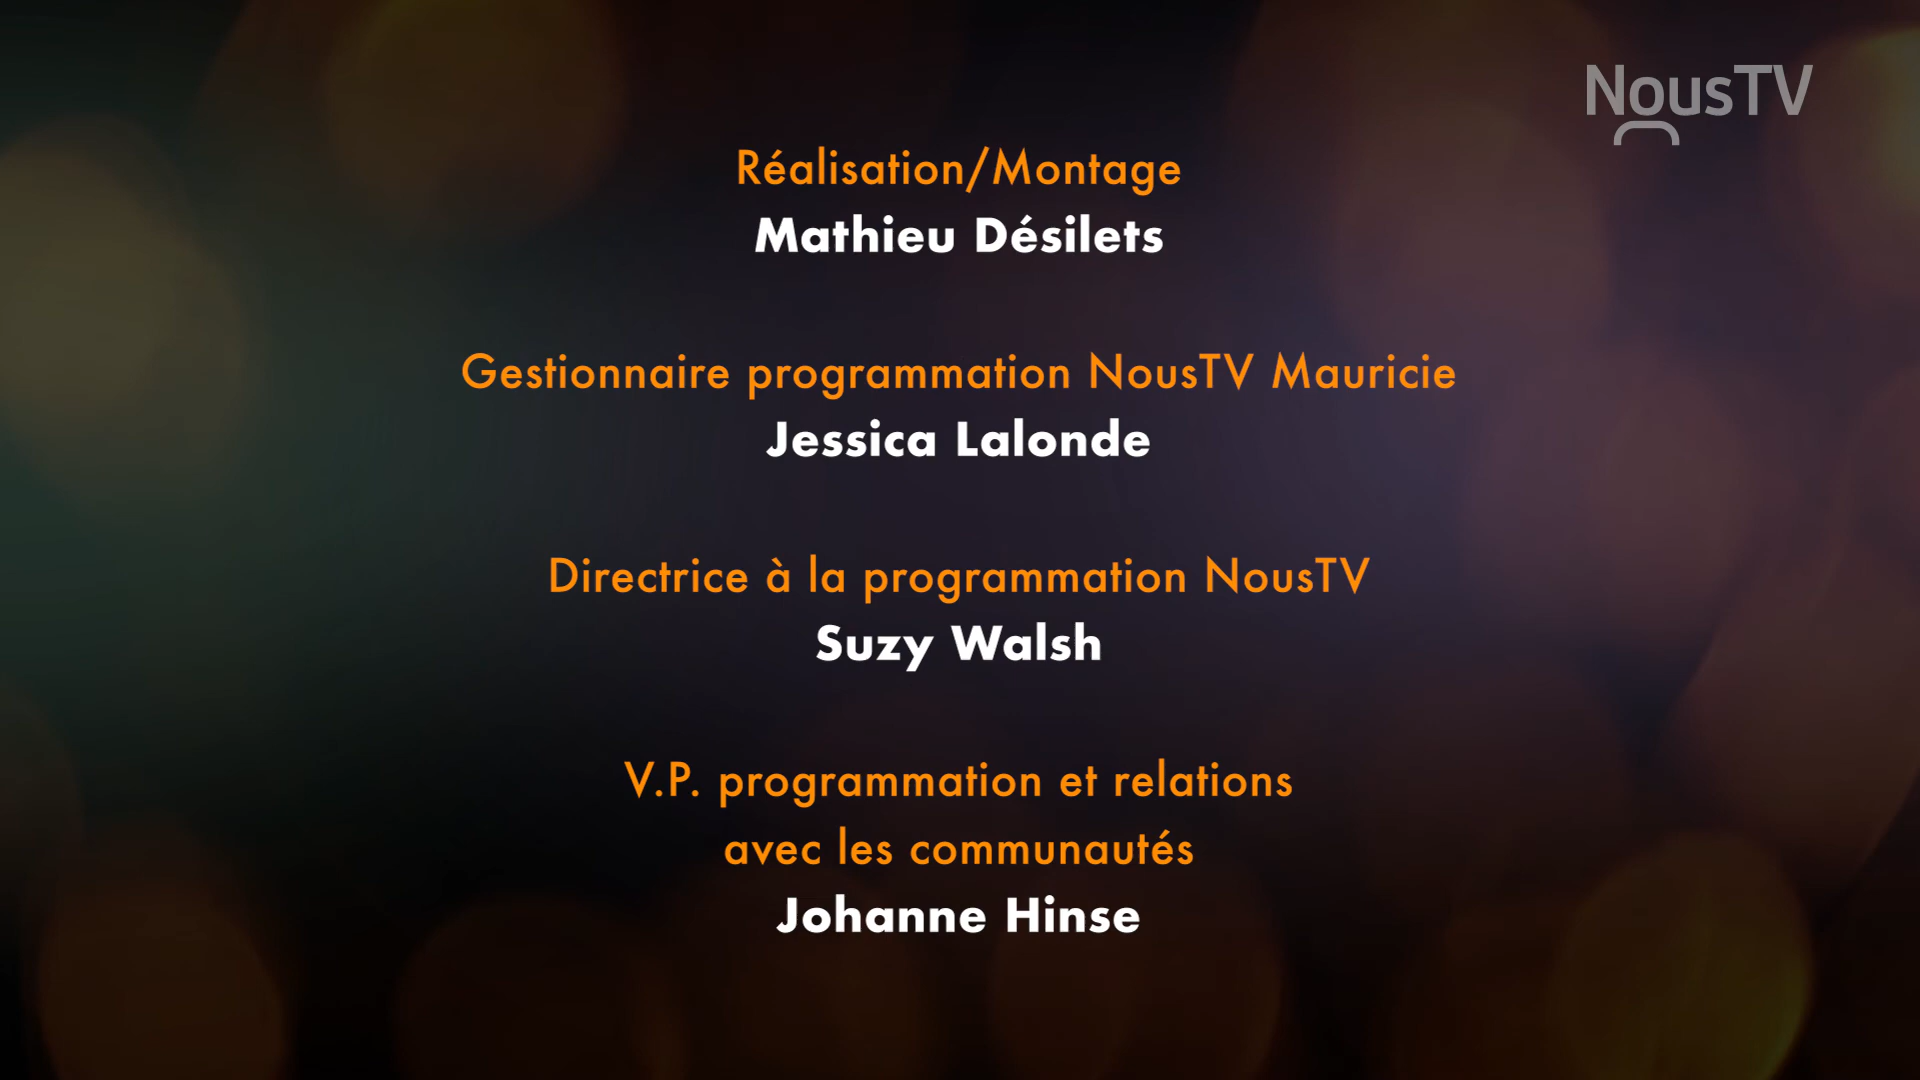 NousTV
Réalisation/Montage
Mathieu Désilets
Gestionnaire programmation NousTV Mauricie
Jessica Lalonde
Directrice à la programmation NousTV
Suzy Walsh
V.P. programmation et relations
avec les communautés
Johanne Hinse